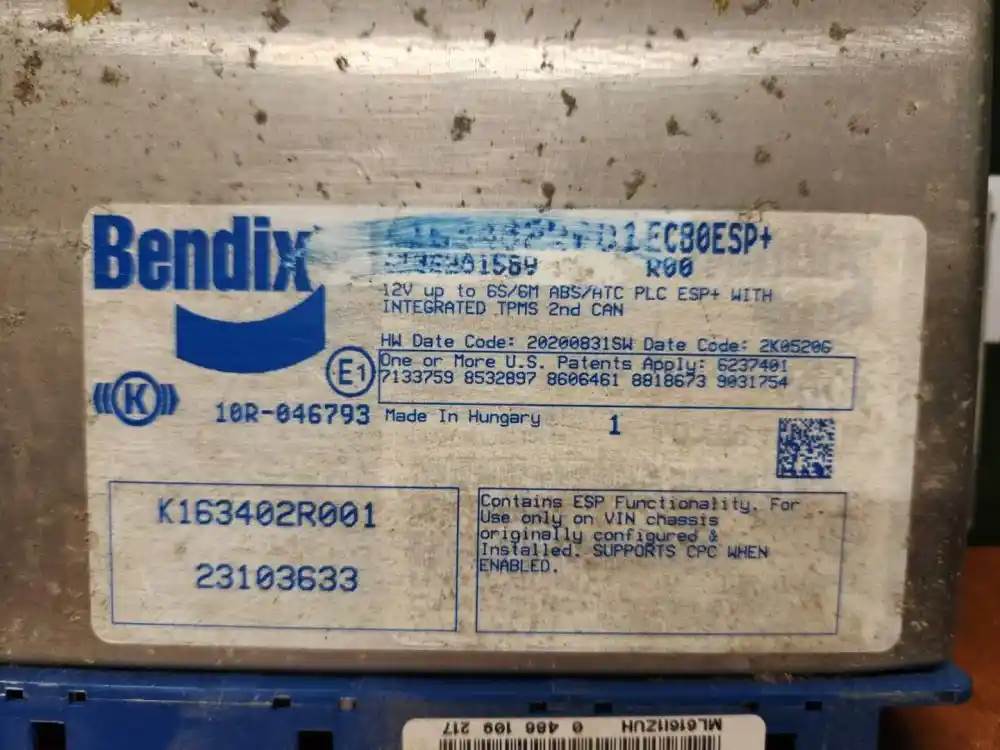 Bendix
EC80ESP+
R00
12V up to 6S/6M ABS/ATC PLC ESP+ WITH
INTEGRATED TPMS 2nd CAN
HW Date Code: 20200831SW Date Code: 2K05206
One or More U.S. Patents Apply: 6237401
7133759 8532897 8606461 8818673 9031754
E1
K
10R-046793
Made In Hungary
1
K163402R001
23103633
Contains ESP Functionality. For
Use only on VIN chassis
originally configured &
Installed. SUPPORTS CPC WHEN
ENABLED.
ML616I1ZUH 0 486 109 217